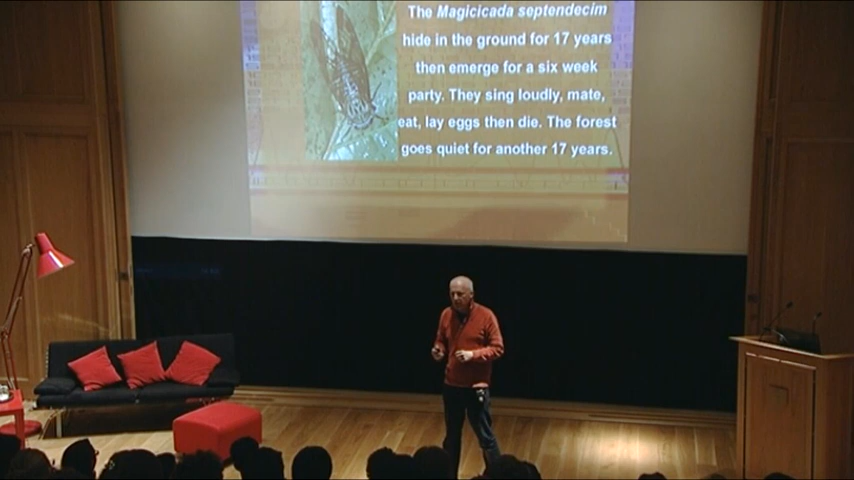 The Magicicada septendecim
hide in the ground for 17 years
then emerge for a six week
party. They sing loudly, mate,
eat, lay eggs then die. The forest
goes quiet for another 17 years.